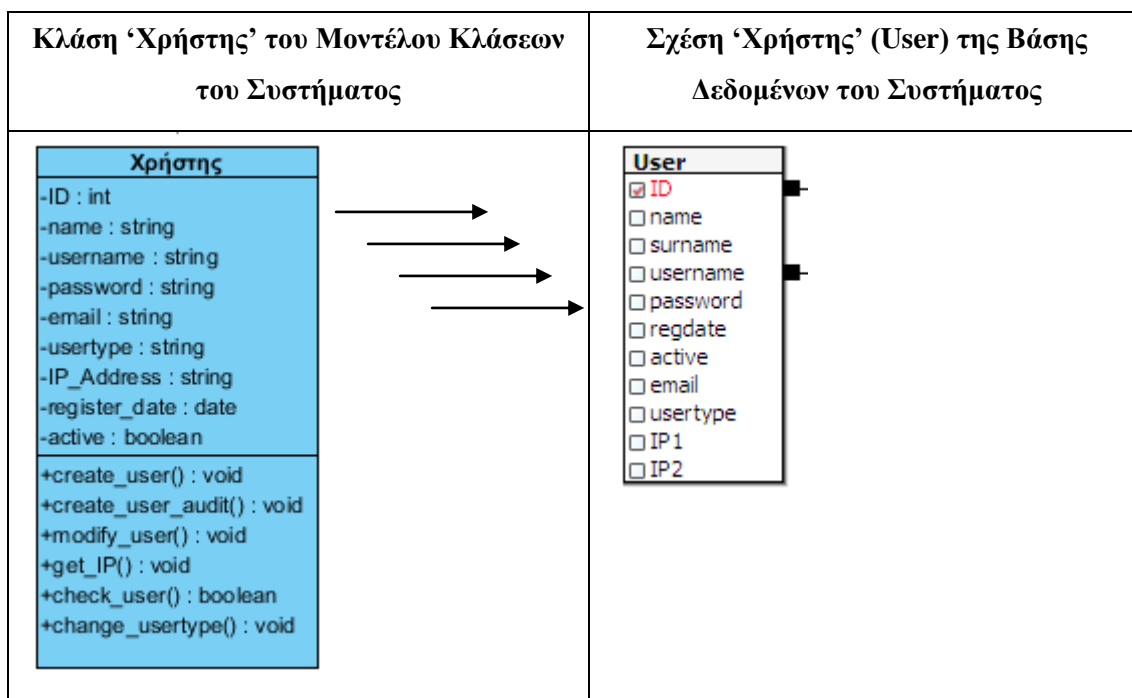 Κλάση ‘Χρήστης’ του Μοντέλου Κλάσεων
του Συστήματος
Σχέση ‘Χρήστης’ (User) της Βάσης
Δεδομένων του Συστήματος
Χρήστης
-ID : int
-name : string
-username : string
-password : string
-email : string
-usertype : string
-IP_Address : string
-register_date : date
-active : boolean
+create_user() : void
+create_user_audit() : void
+modify_user() : void
+get_IP() : void
+check_user() : boolean
+change_usertype() : void
User
ID
name
surname
username
password
regdate
active
email
usertype
IP1
IP2